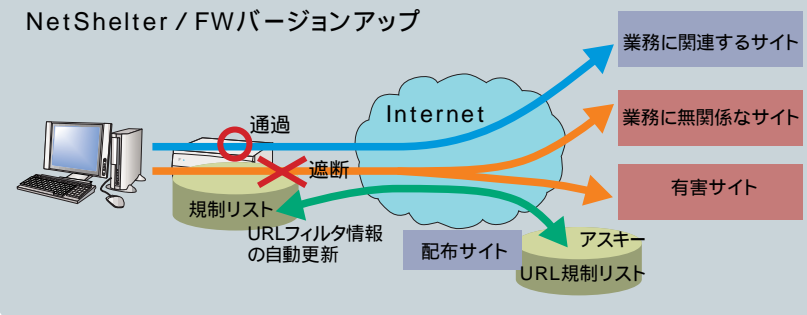 NetShelter/FWバージョンアップ
業務に関連するサイト
通過
Internet
業務に無関係なサイト
遮断
有害サイト
規制リスト
URLフィルタ情報
の自動更新
配布サイト
アスキー
URL規制リスト